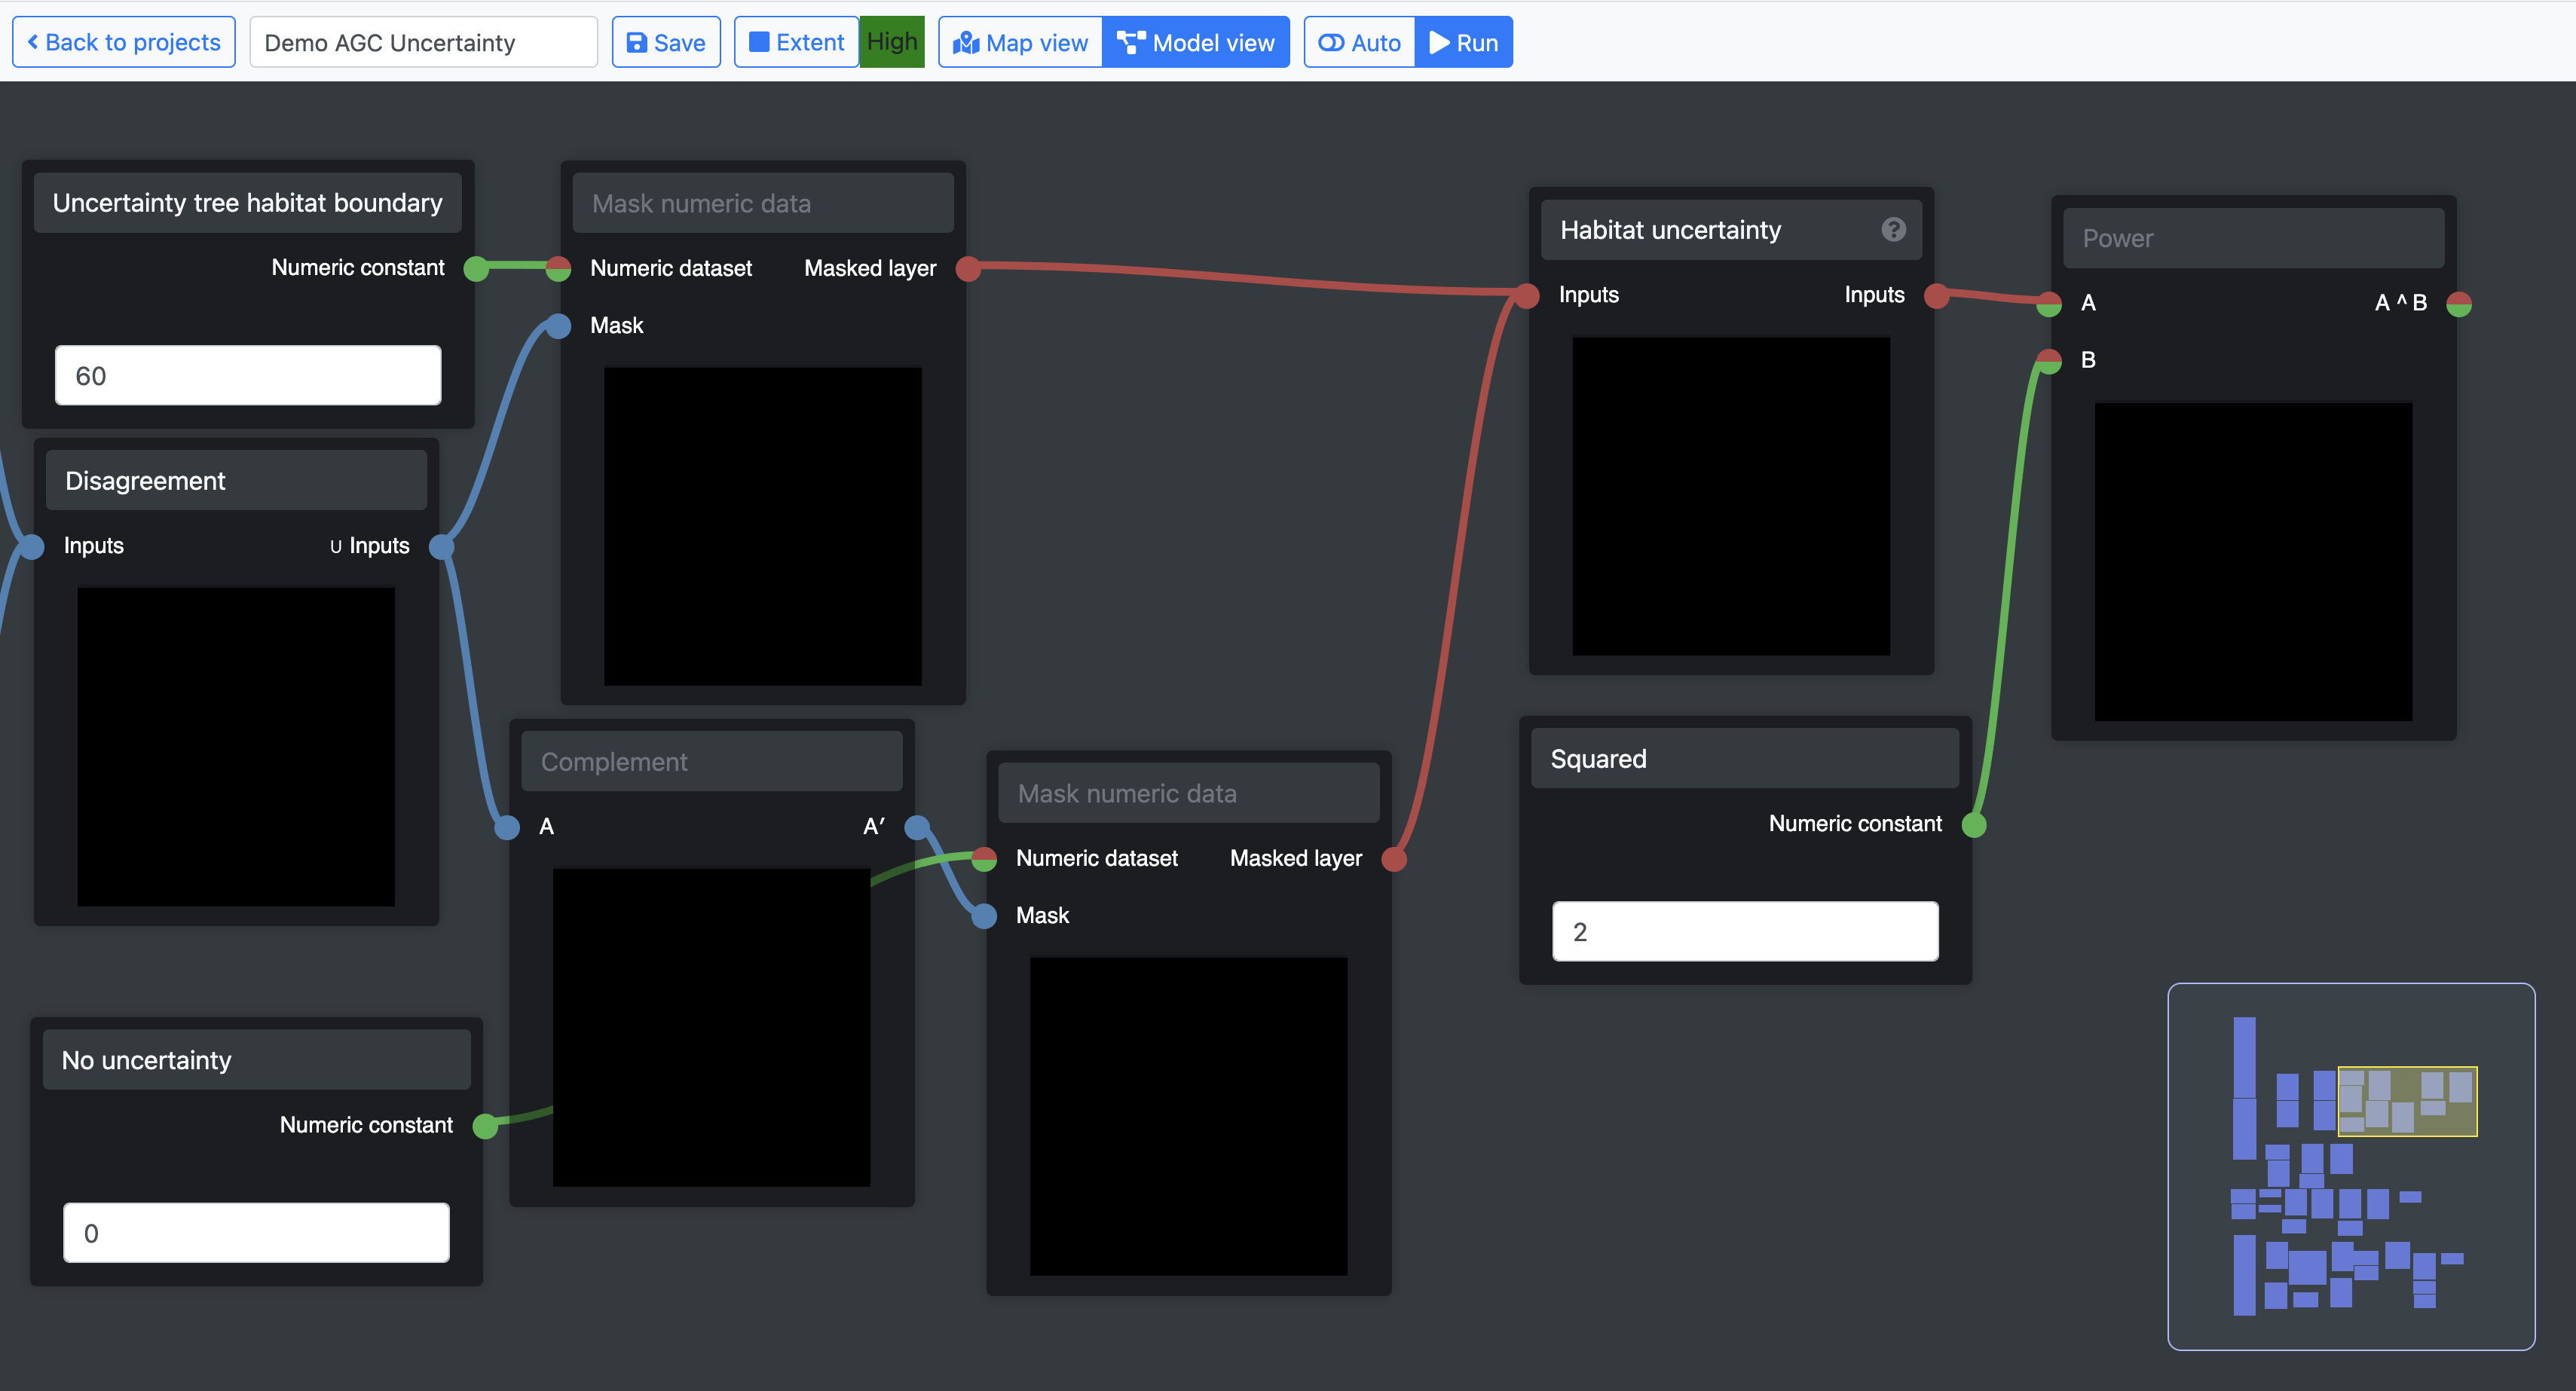 Back to projects
Demo AGC Uncertainty
Save
Extent
High
Map view
Model view
Auto
Run
Uncertainty tree habitat boundary
Numeric constant
60
Mask numeric data
Numeric dataset
Masked layer
Mask
Habitat uncertainty
?
Inputs
Inputs
Power
A
A ^ B
B
Disagreement
Inputs
∪ Inputs
Complement
A
A′
Mask numeric data
Numeric dataset
Masked layer
Mask
Squared
Numeric constant
2
No uncertainty
Numeric constant
0